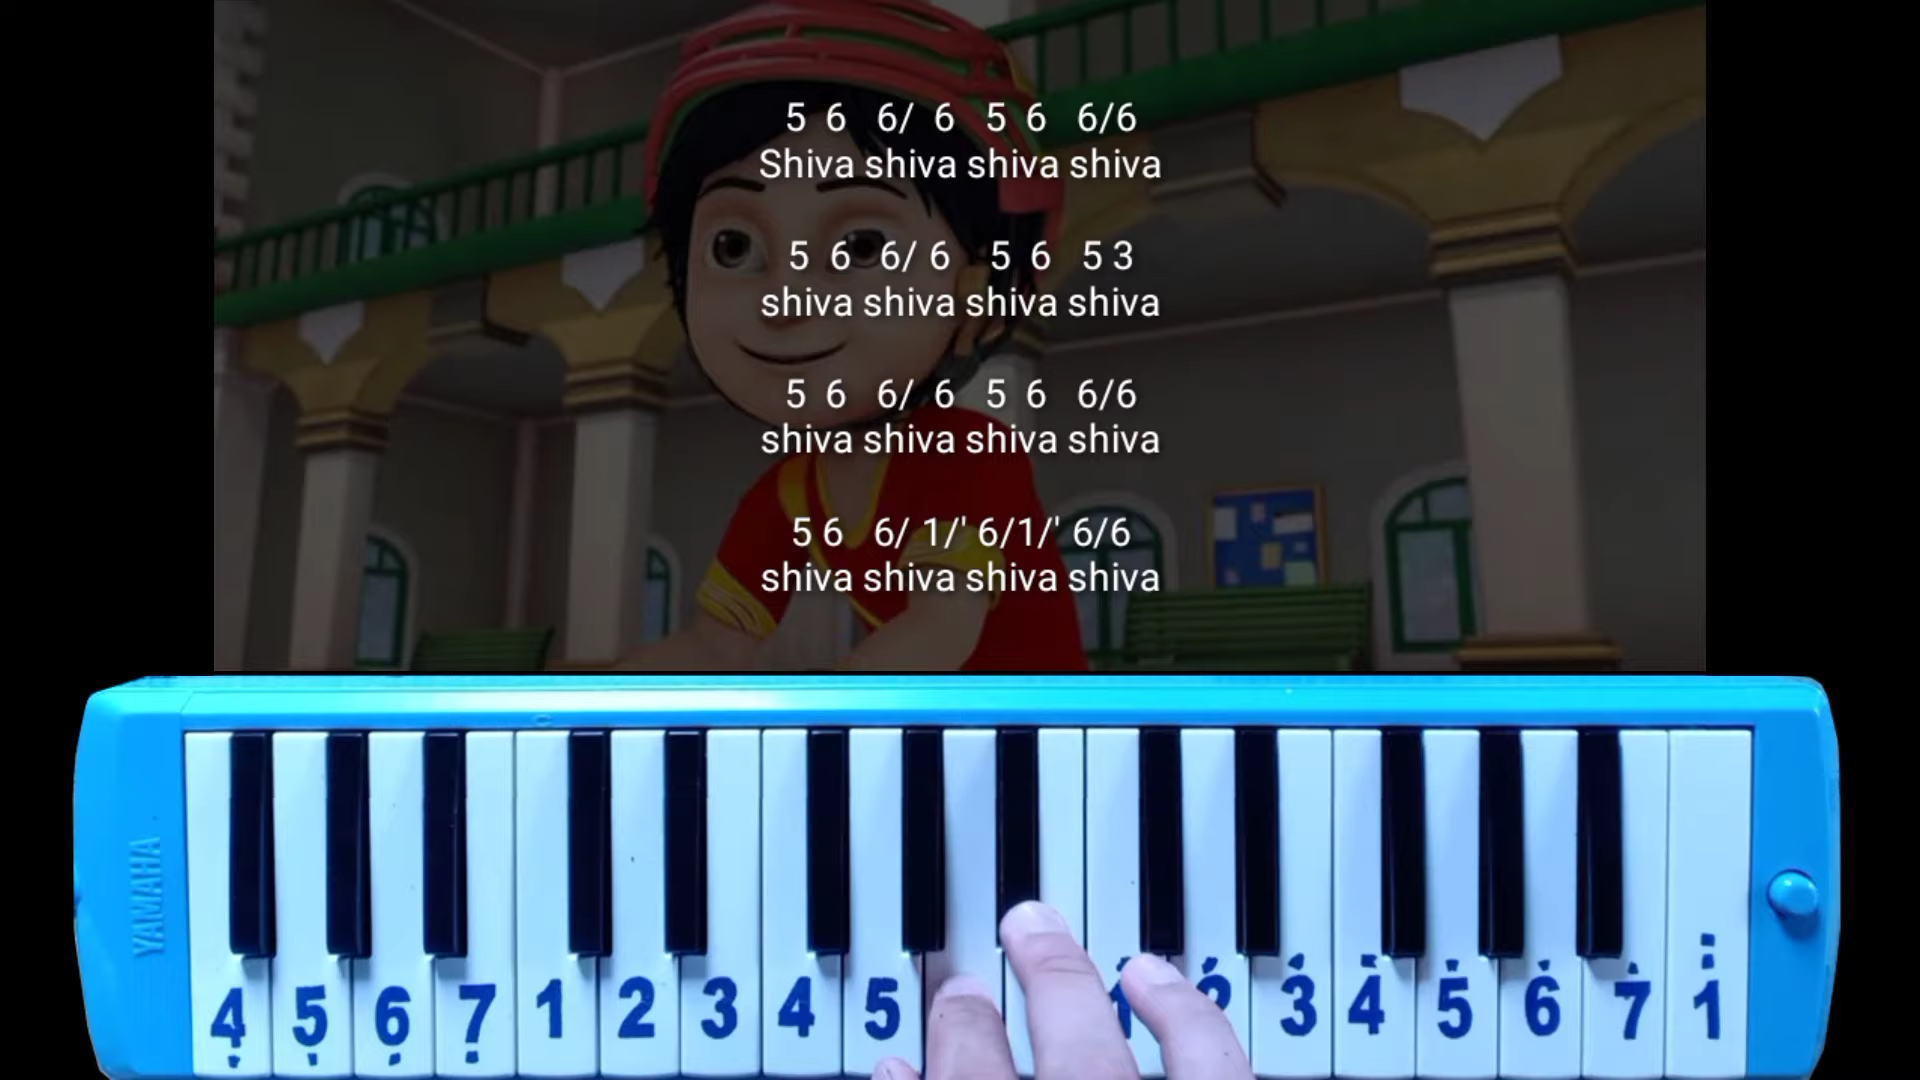 5 6 6/ 6 5 6 6/6
Shiva shiva shiva shiva
5 6 6/ 6 5 6 5 3
shiva shiva shiva shiva
5 6 6/ 6 5 6 6/6
shiva shiva shiva shiva
5 6 6/ 1/' 6/1/' 6/6
shiva shiva shiva shiva
YAMAHA
4 5 6 7 1 2 3 4 5 1 2 3 4 5 6 7 1